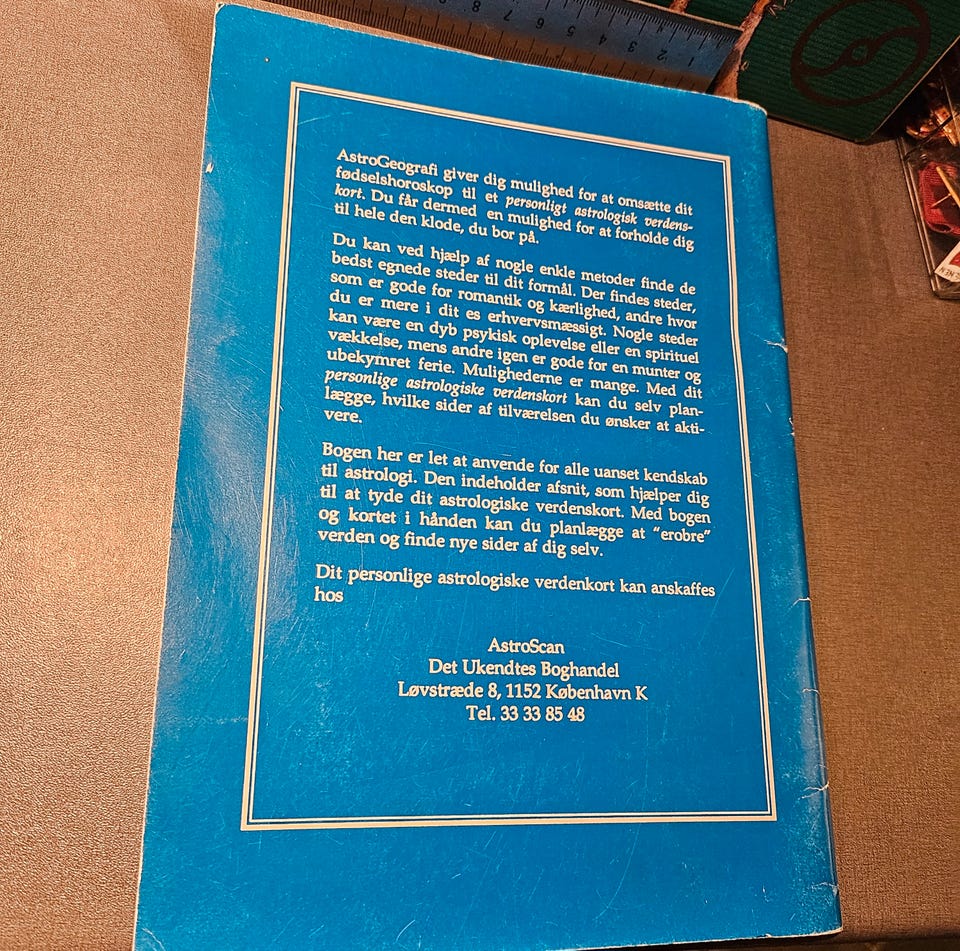 8 7 6 5 4 3 2 1
AstroGeografi giver dig mulighed for at omsætte dit
fødselshoroskop til et personligt astrologisk verdens-
kort. Du får dermed en mulighed for at forholde dig
til hele den klode, du bor på.
Du kan ved hjælp af nogle enkle metoder finde de
bedst egnede steder til dit formål. Der findes steder,
som er gode for romantik og kærlighed, andre hvor
du er mere i dit es erhvervsmæssigt. Nogle steder
kan være en dyb psykisk oplevelse eller en spirituel
vækkelse, mens andre igen er gode for en munter og
ubekymret ferie. Mulighederne er mange. Med dit
personlige astrologiske verdenskort kan du selv plan-
lægge, hvilke sider af tilværelsen du ønsker at akti-
vere.
Bogen her er let at anvende for alle uanset kendskab
til astrologi. Den indeholder afsnit, som hjælper dig
til at tyde dit astrologiske verdenskort. Med bogen
og kortet i hånden kan du planlægge at "erobre"
verden og finde nye sider af dig selv.
Dit personlige astrologiske verdenkort kan anskaffes
hos
AstroScan
Det Ukendtes Boghandel
Løvstræde 8, 1152 København K
Tel. 33 33 85 48